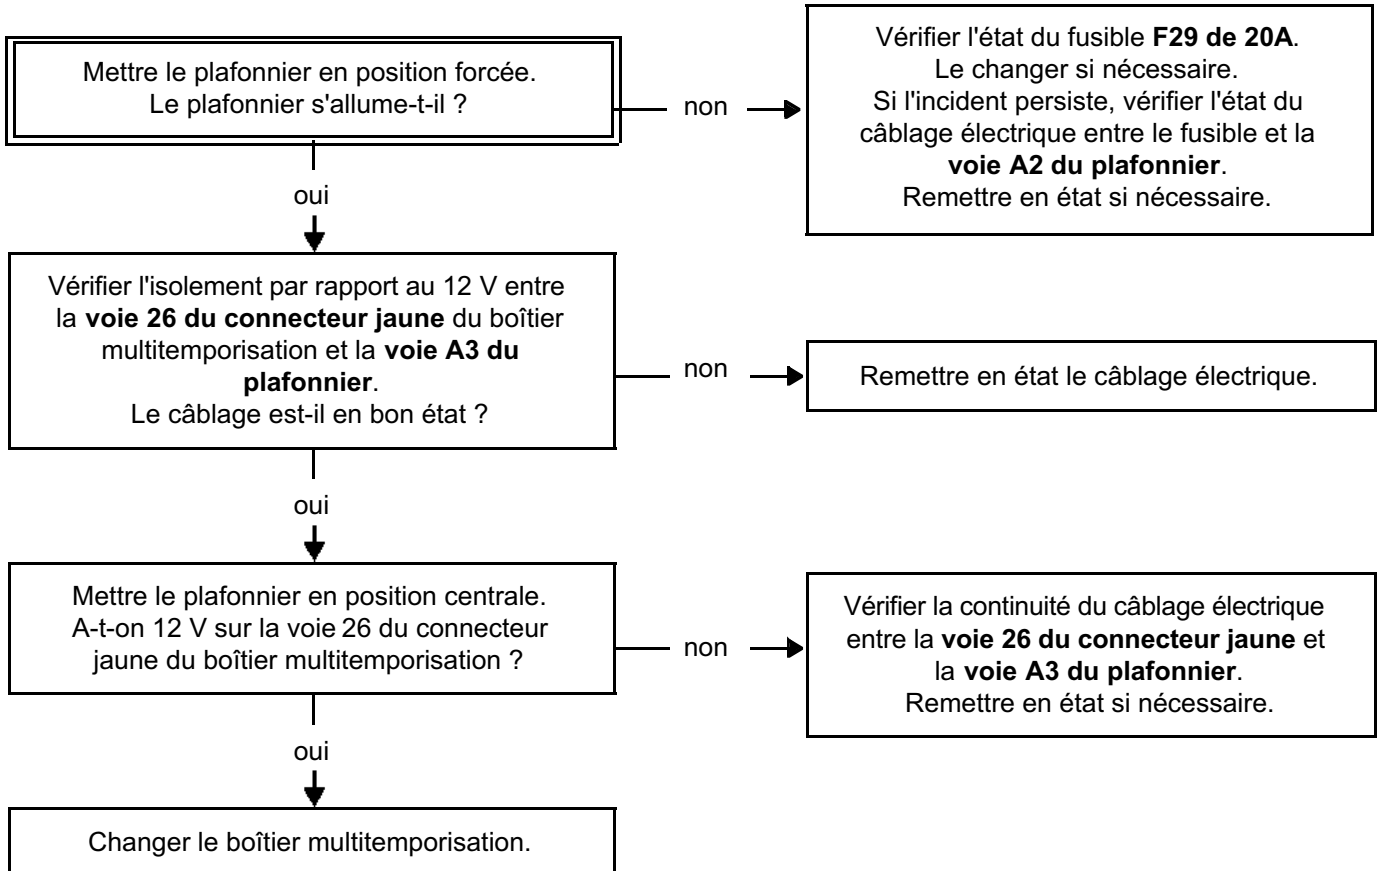 Mettre le plafonnier en position forcée.
Le plafonnier s'allume-t-il ?
non
Vérifier l'état du fusible F29 de 20A.
Le changer si nécessaire.
Si l'incident persiste, vérifier l'état du
câblage électrique entre le fusible et la
voie A2 du plafonnier.
Remettre en état si nécessaire.
oui
Vérifier l'isolement par rapport au 12 V entre
la voie 26 du connecteur jaune du boîtier
multitemporisation et la voie A3 du
plafonnier.
Le câblage est-il en bon état ?
non
Remettre en état le câblage électrique.
oui
Mettre le plafonnier en position centrale.
A-t-on 12 V sur la voie 26 du connecteur
jaune du boîtier multitemporisation ?
non
Vérifier la continuité du câblage électrique
entre la voie 26 du connecteur jaune et
la voie A3 du plafonnier.
Remettre en état si nécessaire.
oui
Changer le boîtier multitemporisation.